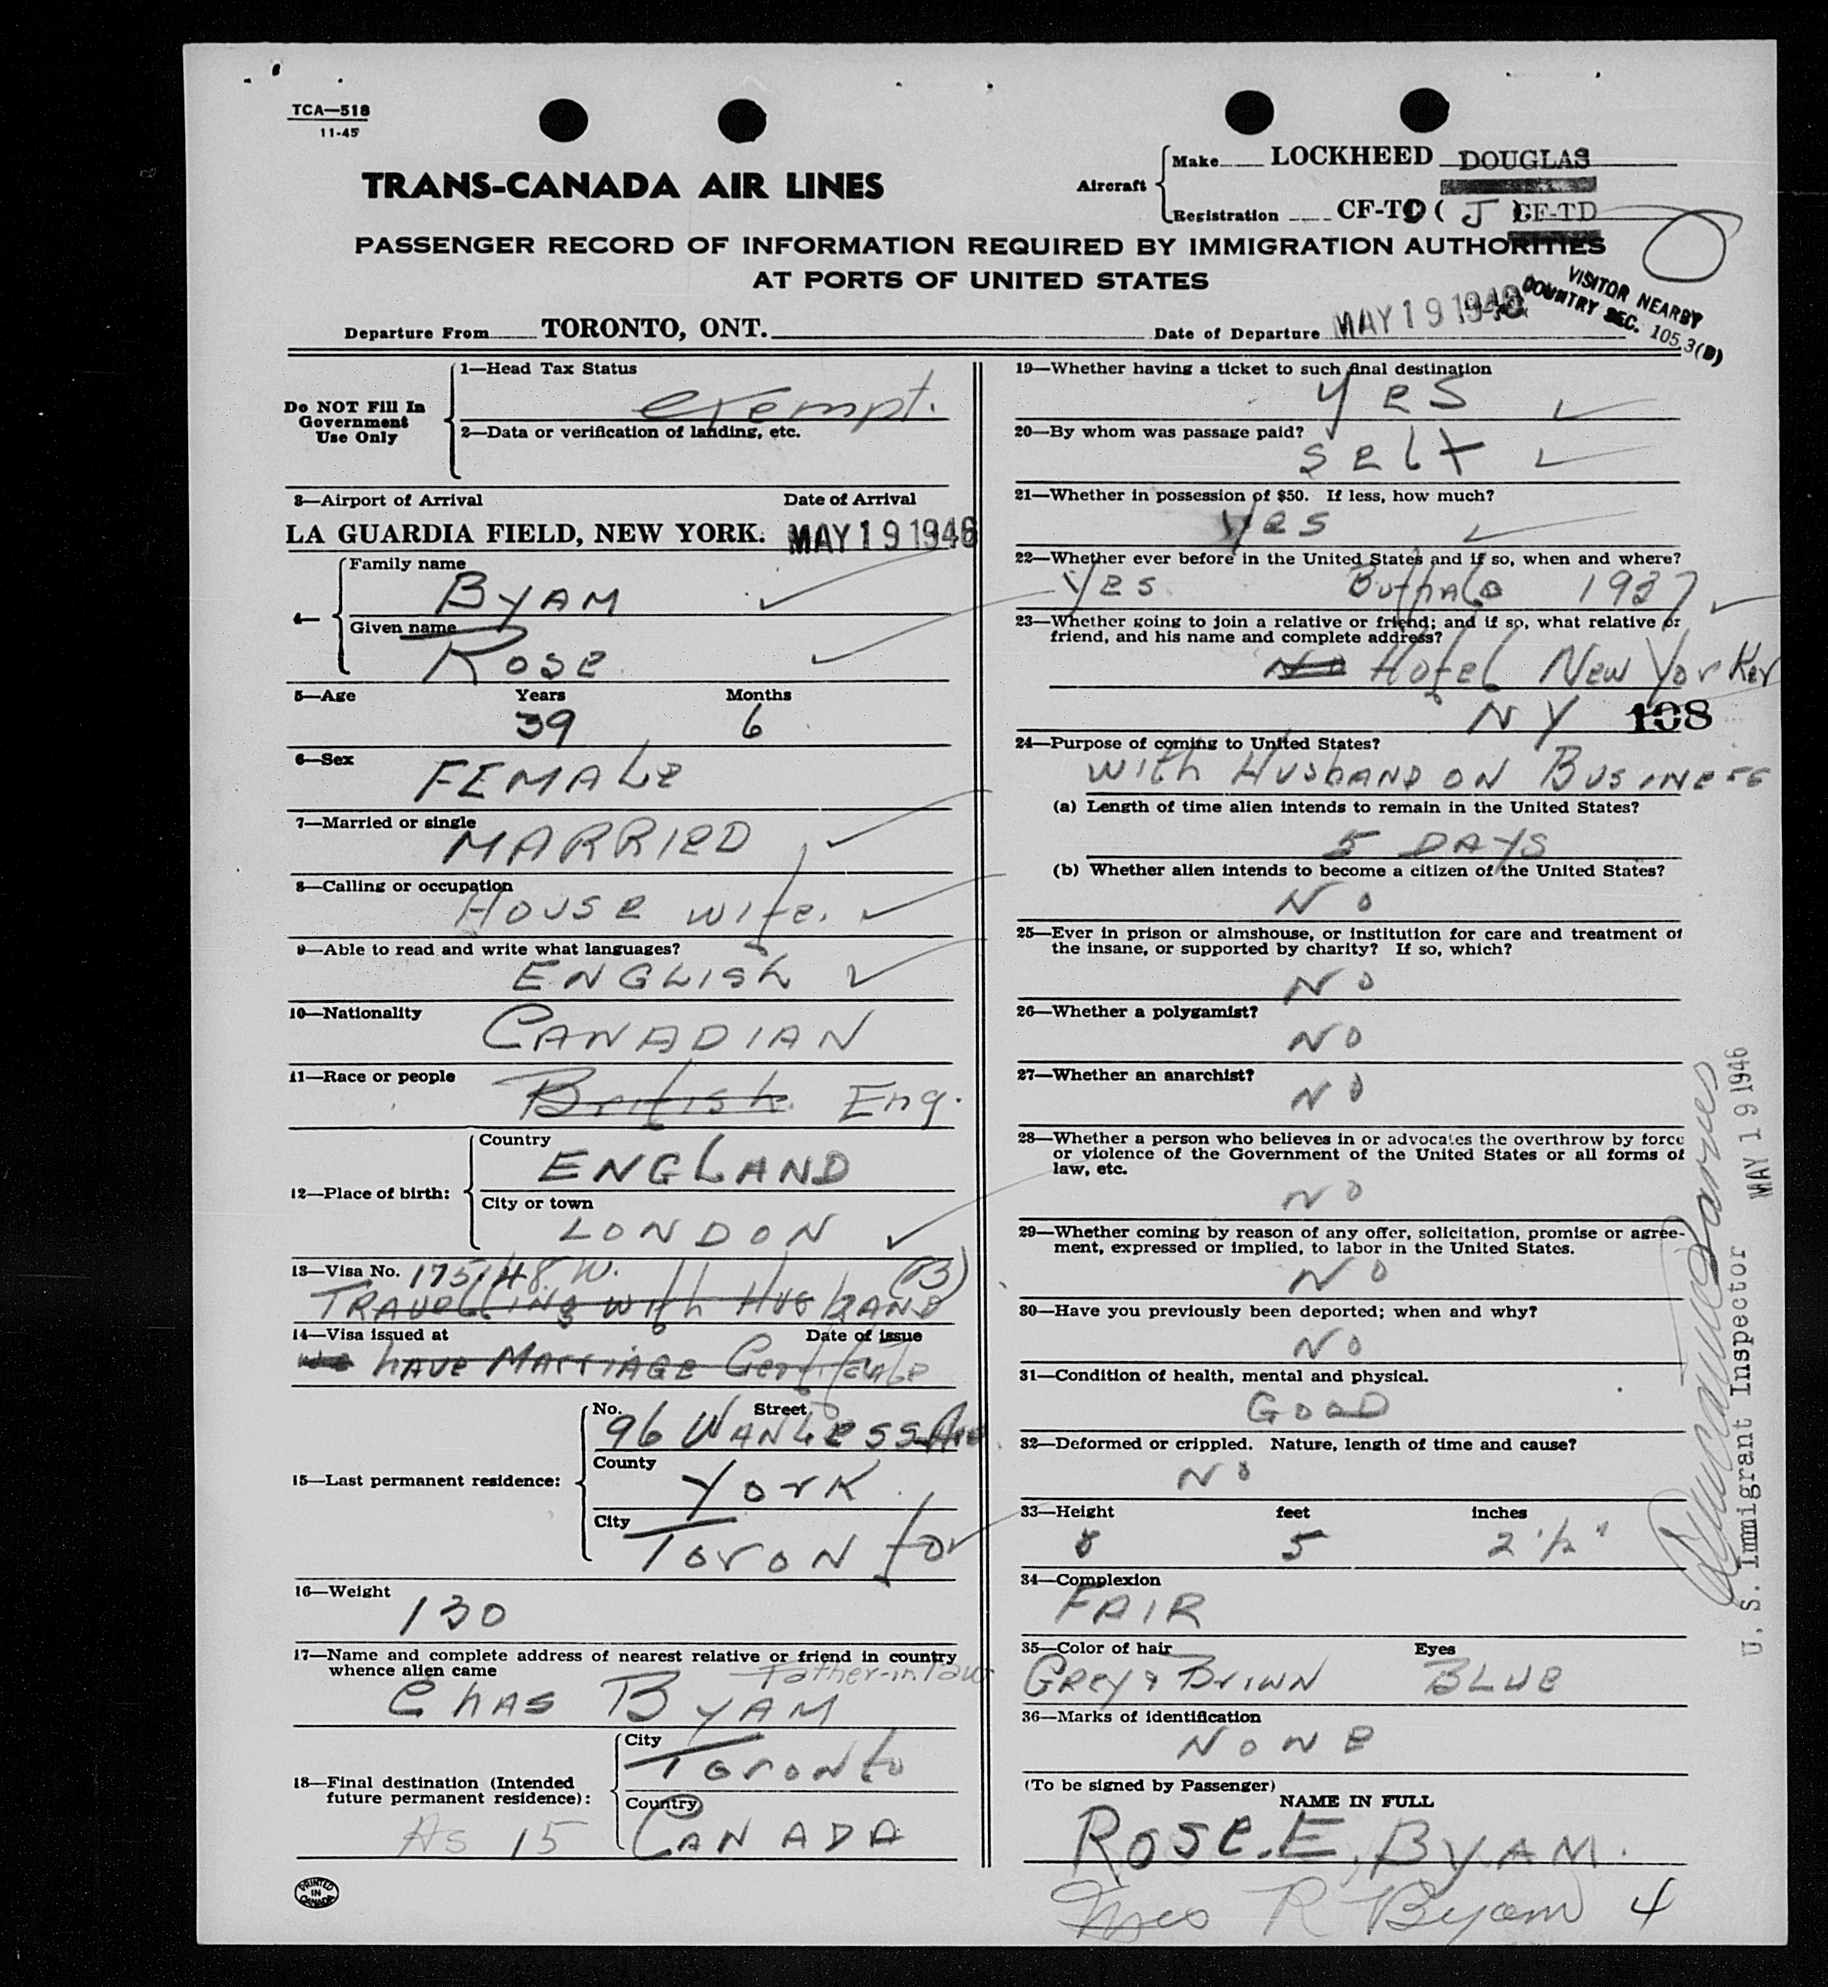 TCA—518
11-45
TRANS-CANADA AIR LINES
Aircraft
Make LOCKHEED DOUGLAS
Registration CF-TC ( J ) CF-TD
PASSENGER RECORD OF INFORMATION REQUIRED BY IMMIGRATION AUTHORITIES
AT PORTS OF UNITED STATES
VISITOR NEARBY
COUNTRY SEC. 105.3(D)
Departure From TORONTO, ONT. Date of Departure MAY 19 1946
Do NOT Fill In
Government
Use Only
1—Head Tax Status
exempt.
2—Data or verification of landing, etc.
3—Airport of Arrival Date of Arrival
LA GUARDIA FIELD, NEW YORK. MAY 19 1946
4—
Family name
BYAM
Given name
Rose
5—Age Years Months
39 6
6—Sex
FEMALe
7—Married or single
MARRIeD
8—Calling or occupation
House wife.
9—Able to read and write what languages?
ENGLISh
10—Nationality
CANADIAN
11—Race or people
British Eng.
12—Place of birth:
Country
ENGLAND
City or town
LONDON
13—Visa No. 175148 W. (B)
TRAVelliNg with HUSbAND
14—Visa issued at Date of issue
we hAVe MArriAGe Certificate
15—Last permanent residence:
No. Street
96 WANLess Ave
County
York
City
ToroNto
16—Weight
130
17—Name and complete address of nearest relative or friend in country
whence alien came
Father-in law
ChAS BYAM
18—Final destination (Intended
future permanent residence):
As 15
City
ToroNto
Country
CANADA
PRINTED
IN
CANADA
19—Whether having a ticket to such final destination
yes
20—By whom was passage paid?
self
21—Whether in possession of $50. If less, how much?
yes
22—Whether ever before in the United States and if so, when and where?
Yes Buffalo 1937
23—Whether going to join a relative or friend; and if so, what relative or
friend, and his name and complete address?
No Hotel New Yorker
NY 108
24—Purpose of coming to United States?
with HusbAND ON BusiNess
(a) Length of time alien intends to remain in the United States?
5 DAYS
(b) Whether alien intends to become a citizen of the United States?
No
25—Ever in prison or almshouse, or institution for care and treatment of
the insane, or supported by charity? If so, which?
No
26—Whether a polygamist?
NO
27—Whether an anarchist?
NO
28—Whether a person who believes in or advocates the overthrow by force
or violence of the Government of the United States or all forms of
law, etc.
NO
29—Whether coming by reason of any offer, solicitation, promise or agree-
ment, expressed or implied, to labor in the United States.
NO
30—Have you previously been deported; when and why?
NO
31—Condition of health, mental and physical.
GOOD
32—Deformed or crippled. Nature, length of time and cause?
NO
33—Height feet inches
5 2 1/2"
34—Complexion
FAIR
35—Color of hair Eyes
Grey & Brown BLUe
36—Marks of identification
NONe
(To be signed by Passenger)
NAME IN FULL
Rose. E. BYAM.
Mrs R Byam 4
U. S. Immigrant Inspector MAY 19 1946